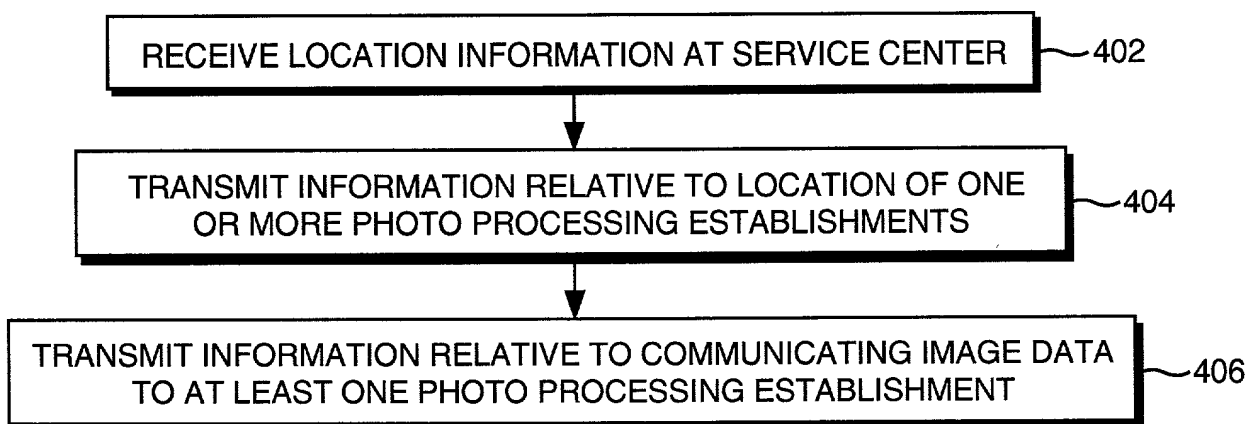 RECEIVE LOCATION INFORMATION AT SERVICE CENTER
402
TRANSMIT INFORMATION RELATIVE TO LOCATION OF ONE
OR MORE PHOTO PROCESSING ESTABLISHMENTS
404
TRANSMIT INFORMATION RELATIVE TO COMMUNICATING IMAGE DATA
TO AT LEAST ONE PHOTO PROCESSING ESTABLISHMENT
406